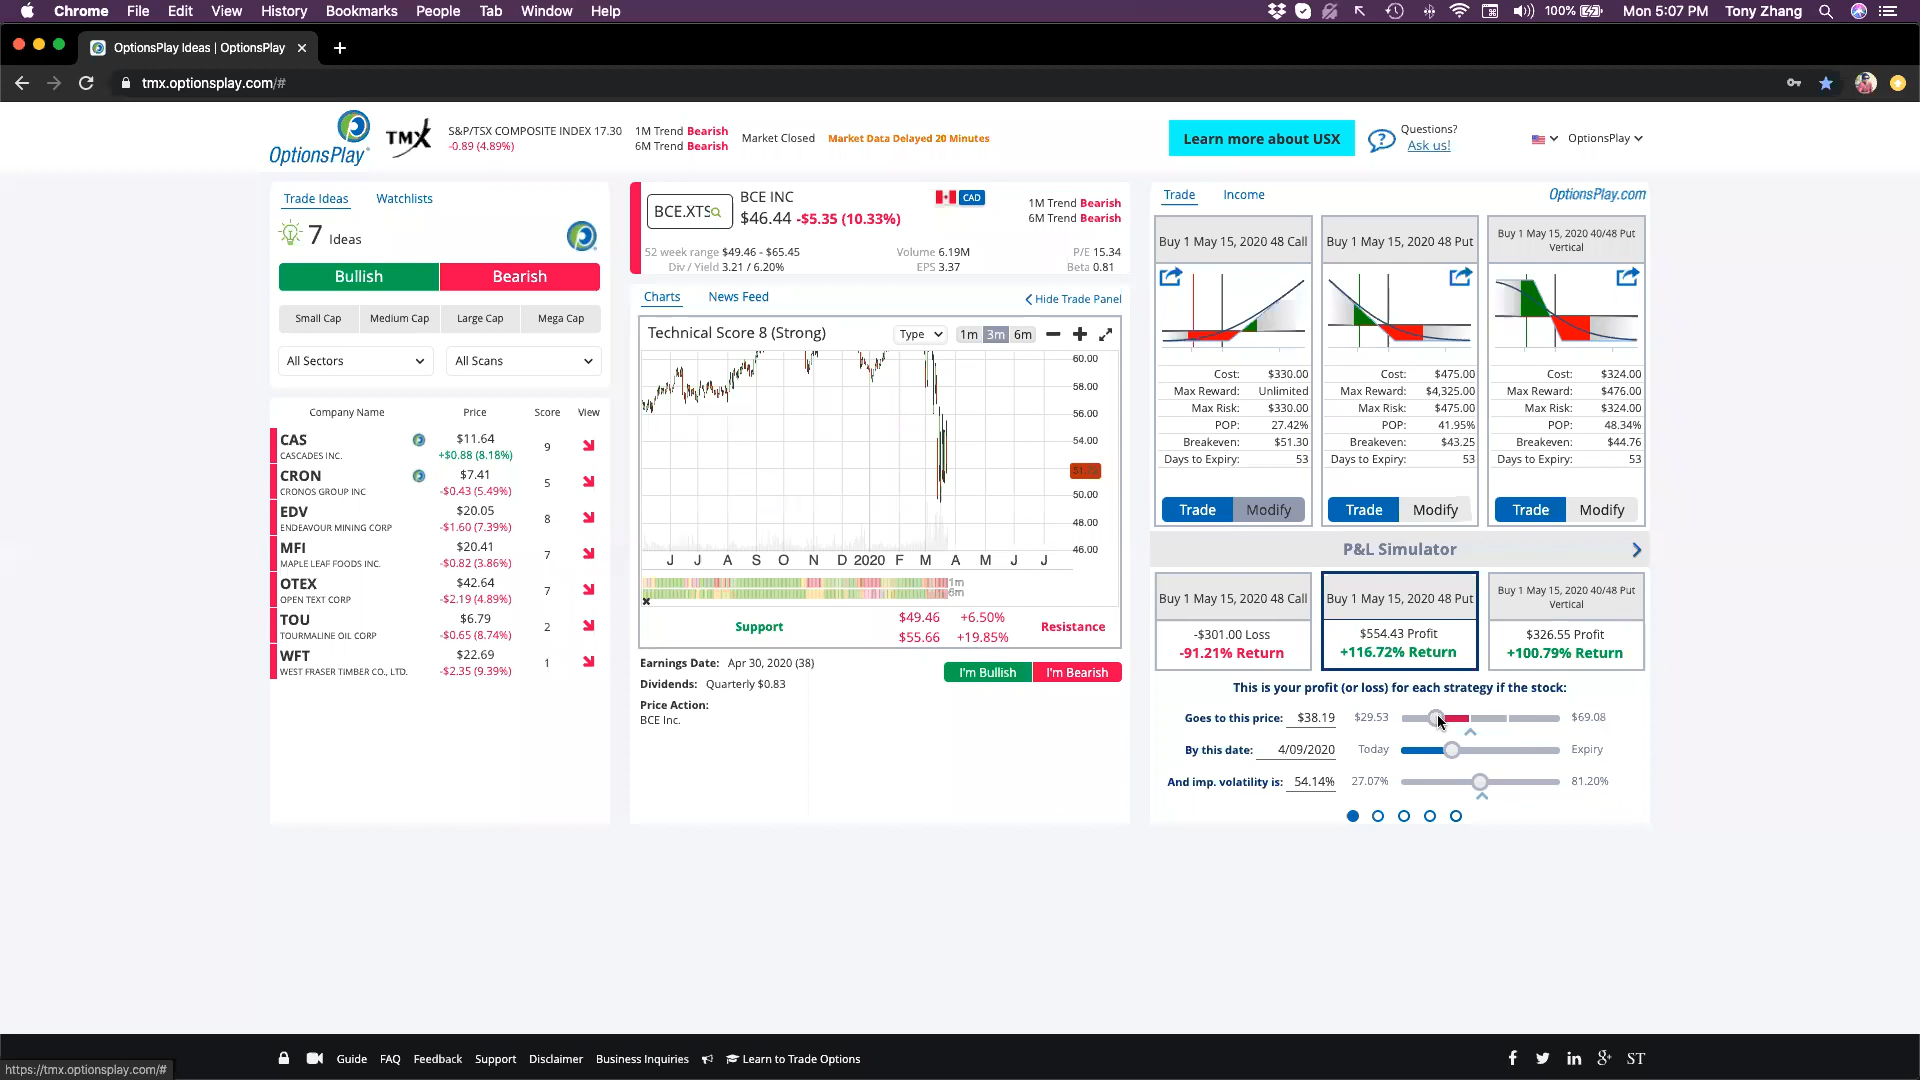 Chrome File Edit View History Bookmarks People Tab Window Help 100% Mon 5:07 PM Tony Zhang
OptionsPlay Ideas | OptionsPlay
tmx.optionsplay.com/#
OptionsPlay
TMX
S&P/TSX COMPOSITE INDEX 17.30
-0.89 (4.89%)
1M Trend Bearish
6M Trend Bearish
Market Closed
Market Data Delayed 20 Minutes
Learn more about USX
Questions?
Ask us!
OptionsPlay
Trade Ideas Watchlists
7 Ideas
Bullish Bearish
Small Cap Medium Cap Large Cap Mega Cap
All Sectors All Scans
Company Name Price Score View
CAS $11.64 9
CASCADES INC. +$0.88 (8.18%)
CRON $7.41 5
CRONOS GROUP INC -$0.43 (5.49%)
EDV $20.05 8
ENDEAVOUR MINING CORP -$1.60 (7.39%)
MFI $20.41 7
MAPLE LEAF FOODS INC. -$0.82 (3.86%)
OTEX $42.64 7
OPEN TEXT CORP -$2.19 (4.89%)
TOU $6.79 2
TOURMALINE OIL CORP -$0.65 (8.74%)
WFT $22.69 1
WEST FRASER TIMBER CO., LTD. -$2.35 (9.39%)
BCE.XTS
BCE INC
$46.44 -$5.35 (10.33%)
CAD
1M Trend Bearish
6M Trend Bearish
52 week range $49.46 - $65.45 Volume 6.19M P/E 15.34
Div / Yield 3.21 / 6.20% EPS 3.37 Beta 0.81
Charts News Feed Hide Trade Panel
Technical Score 8 (Strong) Type 1m 3m 6m
60.00
58.00
56.00
54.00
50.00
48.00
46.00
J J A S O N D 2020 F M A M J J
1m
6m
Support $49.46 +6.50% Resistance
$55.66 +19.85%
Earnings Date: Apr 30, 2020 (38)
I'm Bullish I'm Bearish
Dividends: Quarterly $0.83
Price Action:
BCE Inc.
Trade Income OptionsPlay.com
Buy 1 May 15, 2020 48 Call
Cost: $330.00
Max Reward: Unlimited
Max Risk: $330.00
POP: 27.42%
Breakeven: $51.30
Days to Expiry: 53
Trade Modify
Buy 1 May 15, 2020 48 Put
Cost: $475.00
Max Reward: $4,325.00
Max Risk: $475.00
POP: 41.95%
Breakeven: $43.25
Days to Expiry: 53
Trade Modify
Buy 1 May 15, 2020 40/48 Put
Vertical
Cost: $324.00
Max Reward: $476.00
Max Risk: $324.00
POP: 48.34%
Breakeven: $44.76
Days to Expiry: 53
Trade Modify
P&L Simulator
Buy 1 May 15, 2020 48 Call
-$301.00 Loss
-91.21% Return
Buy 1 May 15, 2020 48 Put
$554.43 Profit
+116.72% Return
Buy 1 May 15, 2020 40/48 Put
Vertical
$326.55 Profit
+100.79% Return
This is your profit (or loss) for each strategy if the stock:
Goes to this price: $38.19 $29.53 $69.08
By this date: 4/09/2020 Today Expiry
And imp. volatility is: 54.14% 27.07% 81.20%
Guide FAQ Feedback Support Disclaimer Business Inquiries Learn to Trade Options
ST
https://tmx.optionsplay.com/#